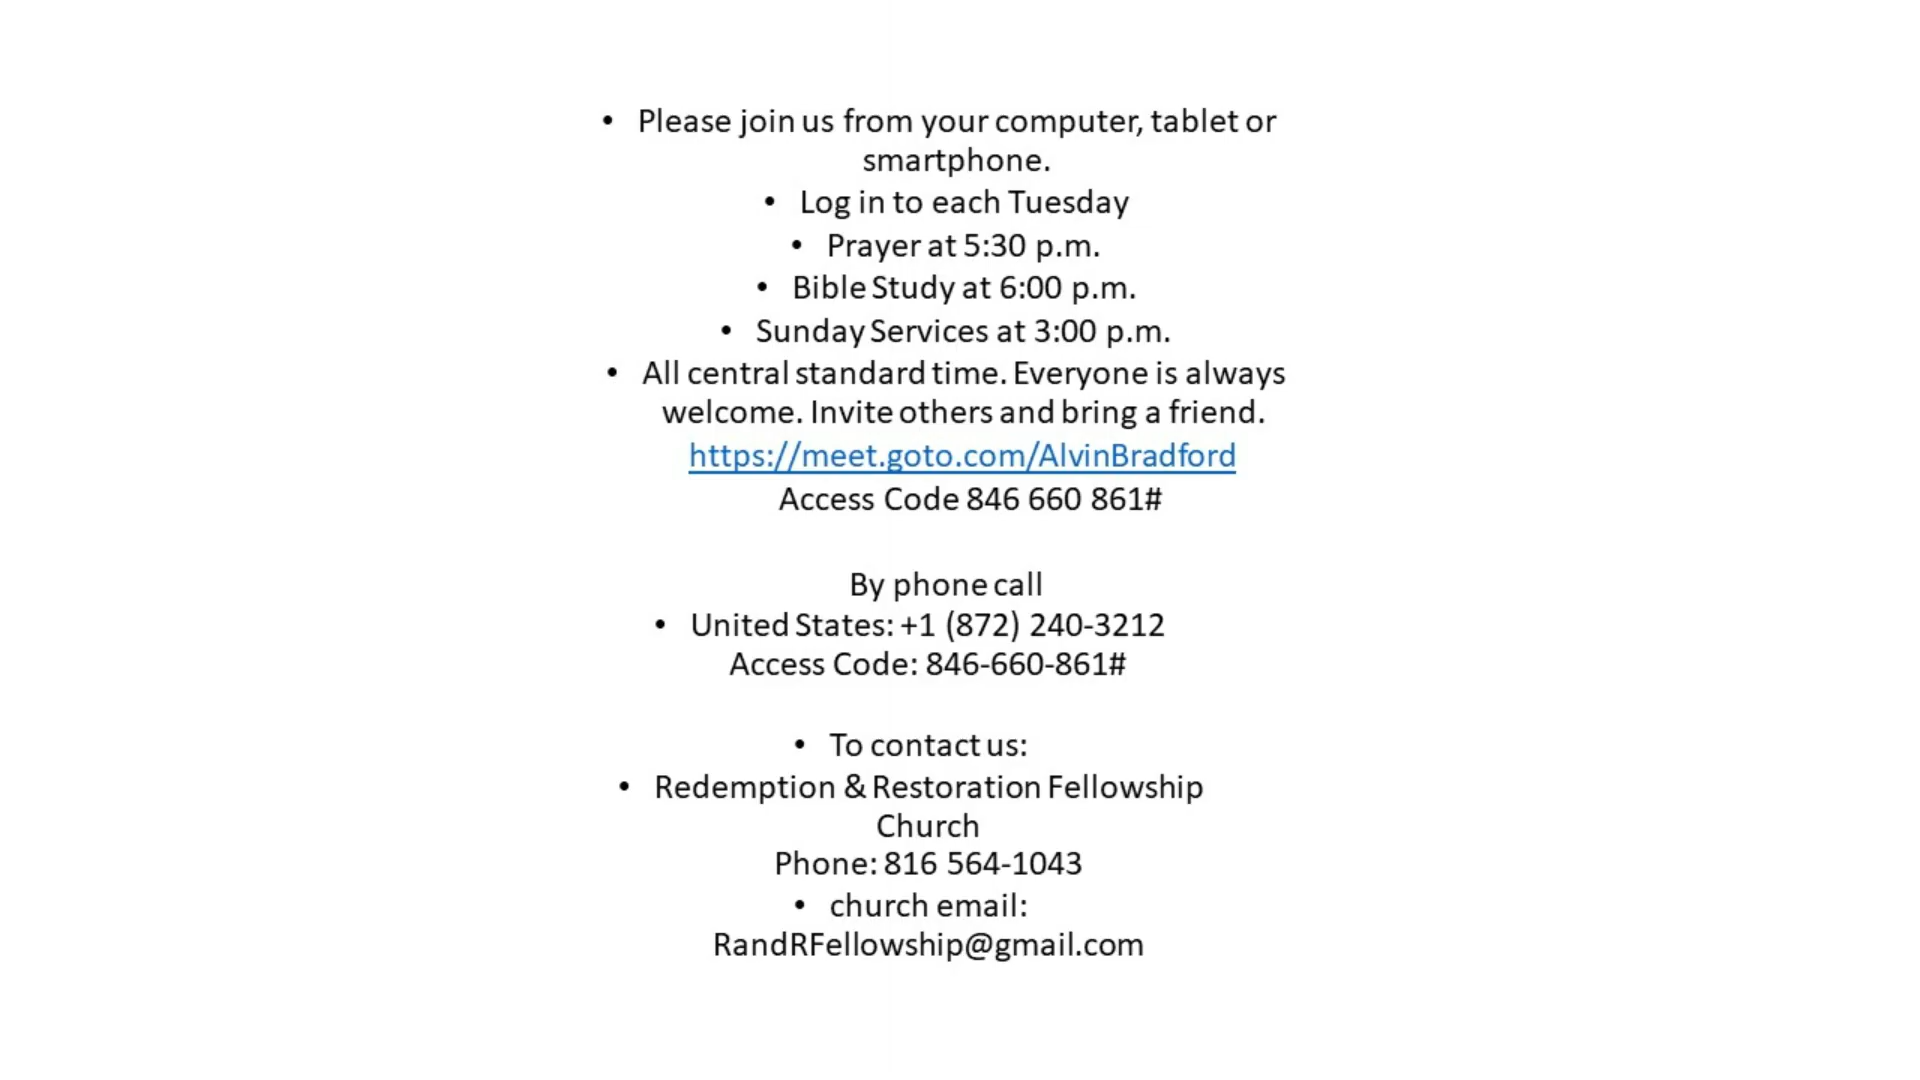 • Please join us from your computer, tablet or
smartphone.
• Log in to each Tuesday
• Prayer at 5:30 p.m.
• Bible Study at 6:00 p.m.
• Sunday Services at 3:00 p.m.
• All central standard time. Everyone is always
welcome. Invite others and bring a friend.
https://meet.goto.com/AlvinBradford
Access Code 846 660 861#
By phone call
• United States: +1 (872) 240-3212
Access Code: 846-660-861#
• To contact us:
• Redemption & Restoration Fellowship
Church
Phone: 816 564-1043
• church email:
RandRFellowship@gmail.com